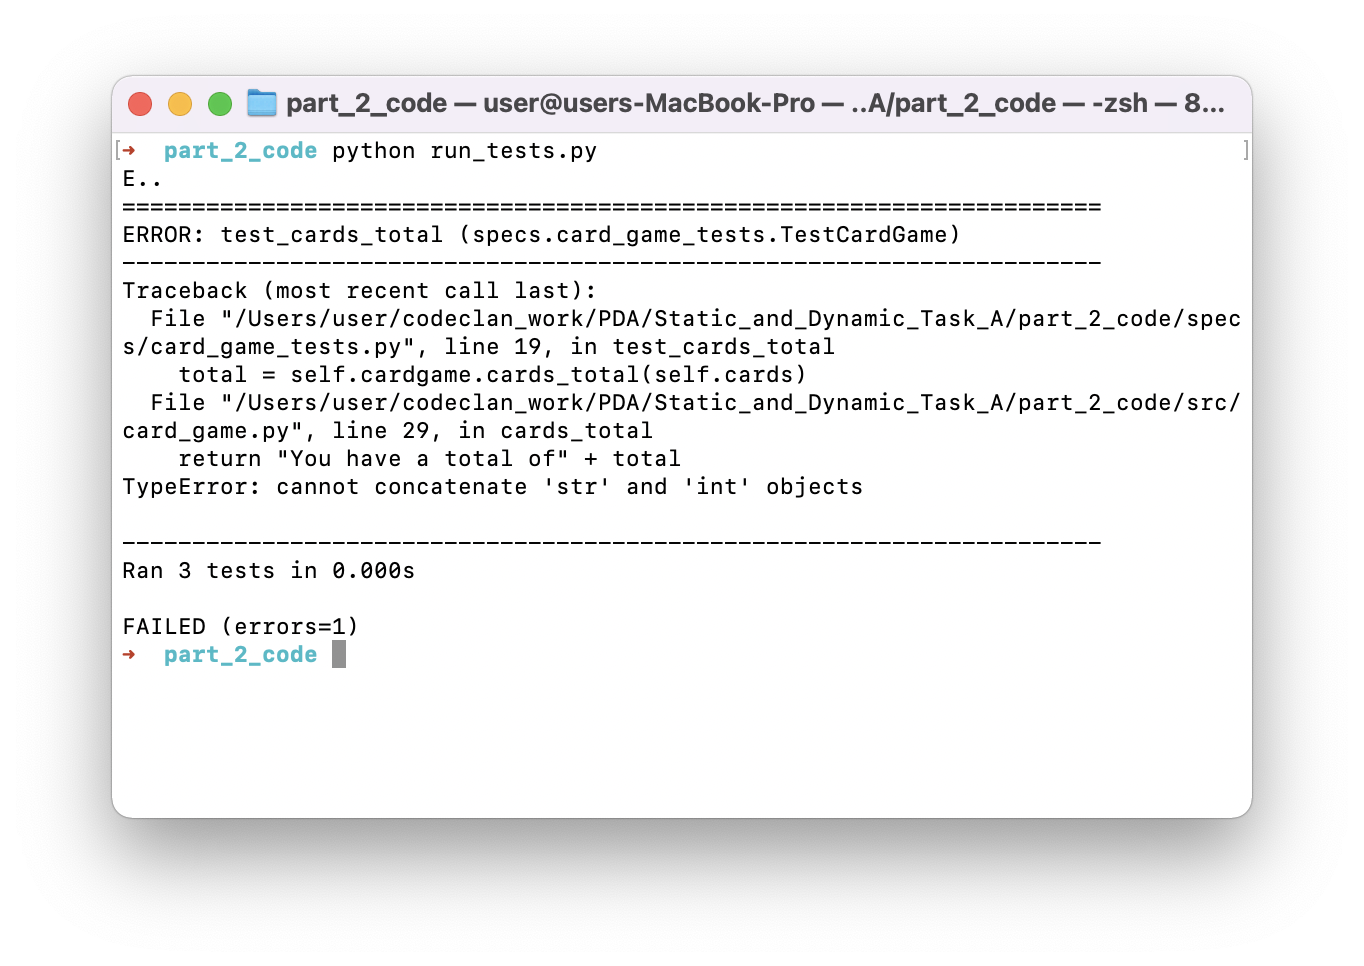 part_2_code — user@users-MacBook-Pro — ..A/part_2_code — -zsh — 8...
[➜  part_2_code python run_tests.py ]
E..
======================================================================
ERROR: test_cards_total (specs.card_game_tests.TestCardGame)
----------------------------------------------------------------------
Traceback (most recent call last):
  File "/Users/user/codeclan_work/PDA/Static_and_Dynamic_Task_A/part_2_code/spec
s/card_game_tests.py", line 19, in test_cards_total
    total = self.cardgame.cards_total(self.cards)
  File "/Users/user/codeclan_work/PDA/Static_and_Dynamic_Task_A/part_2_code/src/
card_game.py", line 29, in cards_total
    return "You have a total of" + total
TypeError: cannot concatenate 'str' and 'int' objects

----------------------------------------------------------------------
Ran 3 tests in 0.000s

FAILED (errors=1)
➜  part_2_code